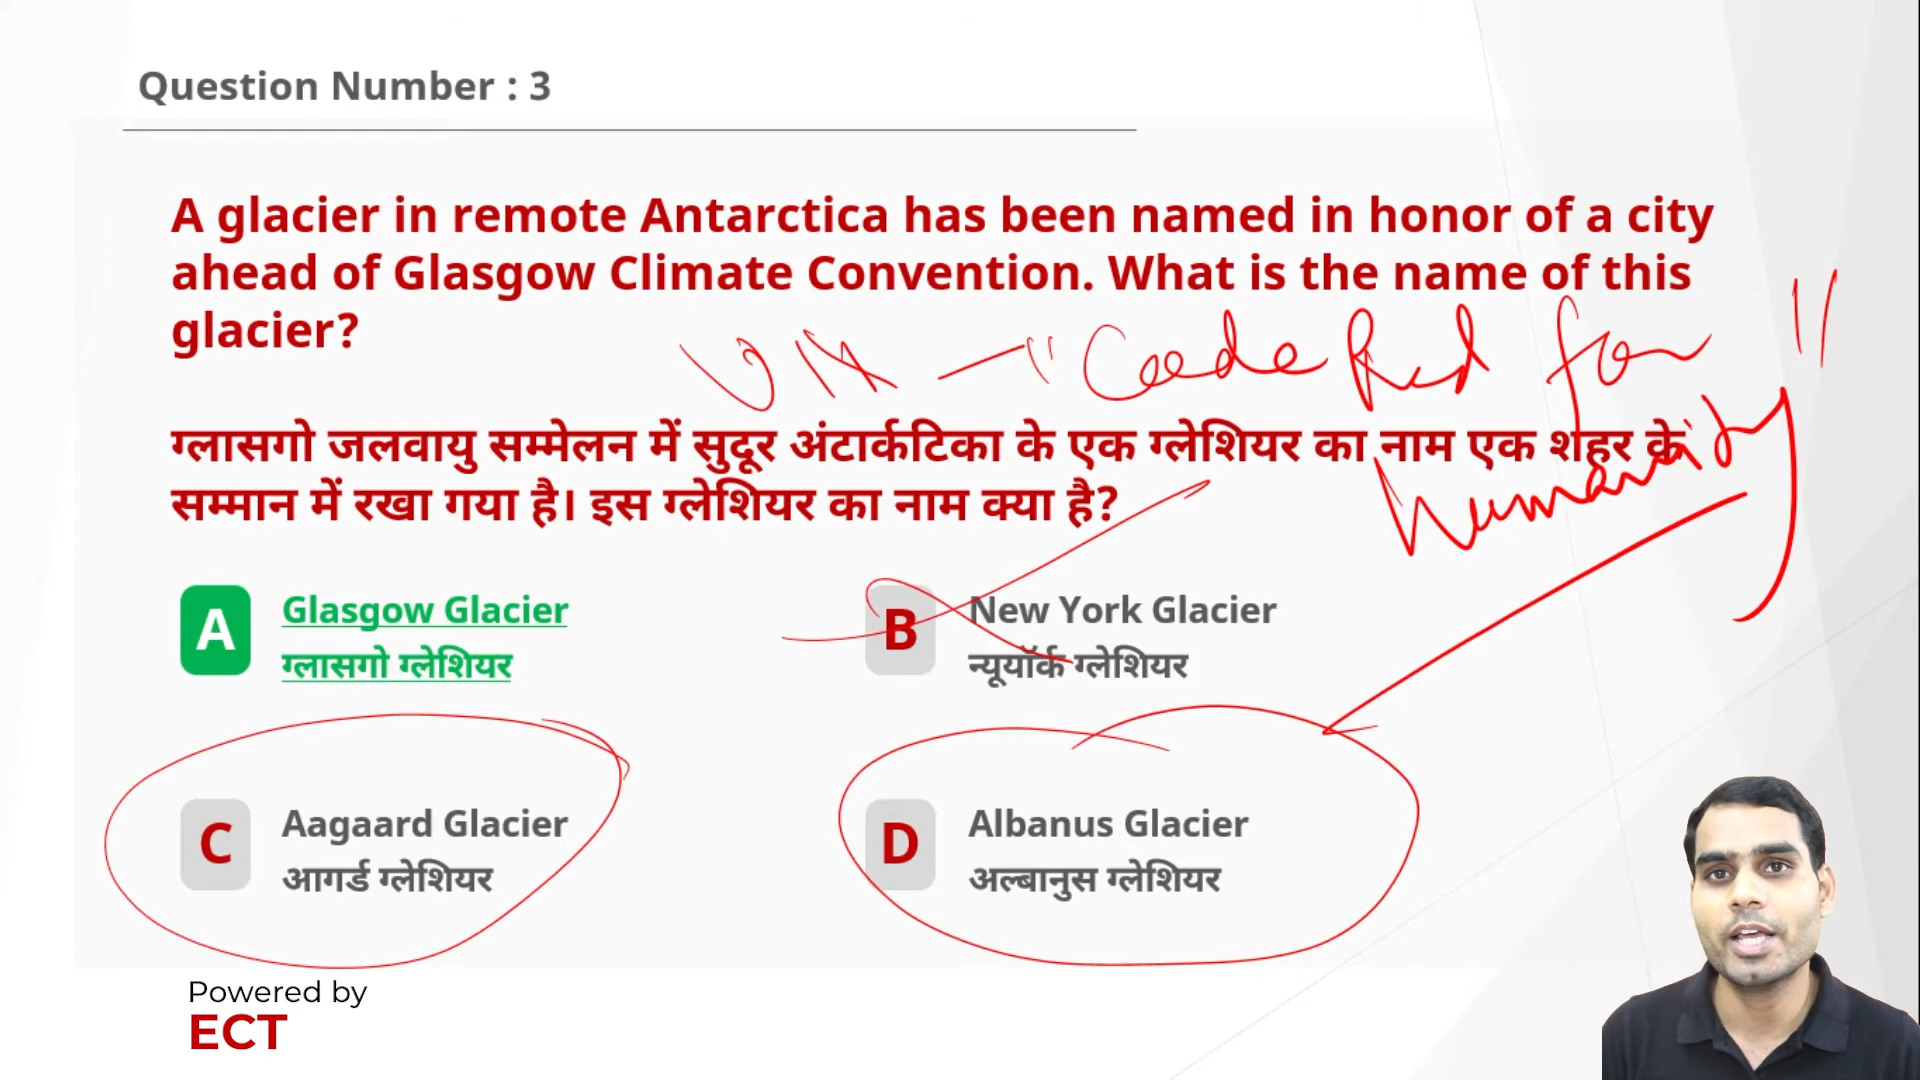 Question Number : 3
A glacier in remote Antarctica has been named in honor of a city
ahead of Glasgow Climate Convention. What is the name of this
glacier?
"Code Red for
humanity"
ग्लासगो जलवायु सम्मेलन में सुदूर अंटार्कटिका के एक ग्लेशियर का नाम एक शहर के
सम्मान में रखा गया है। इस ग्लेशियर का नाम क्या है?
A Glasgow Glacier
ग्लासगो ग्लेशियर
B New York Glacier
न्यूयॉर्क ग्लेशियर
C Aagaard Glacier
आगर्ड ग्लेशियर
D Albanus Glacier
अल्बानुस ग्लेशियर
Powered by
ECT